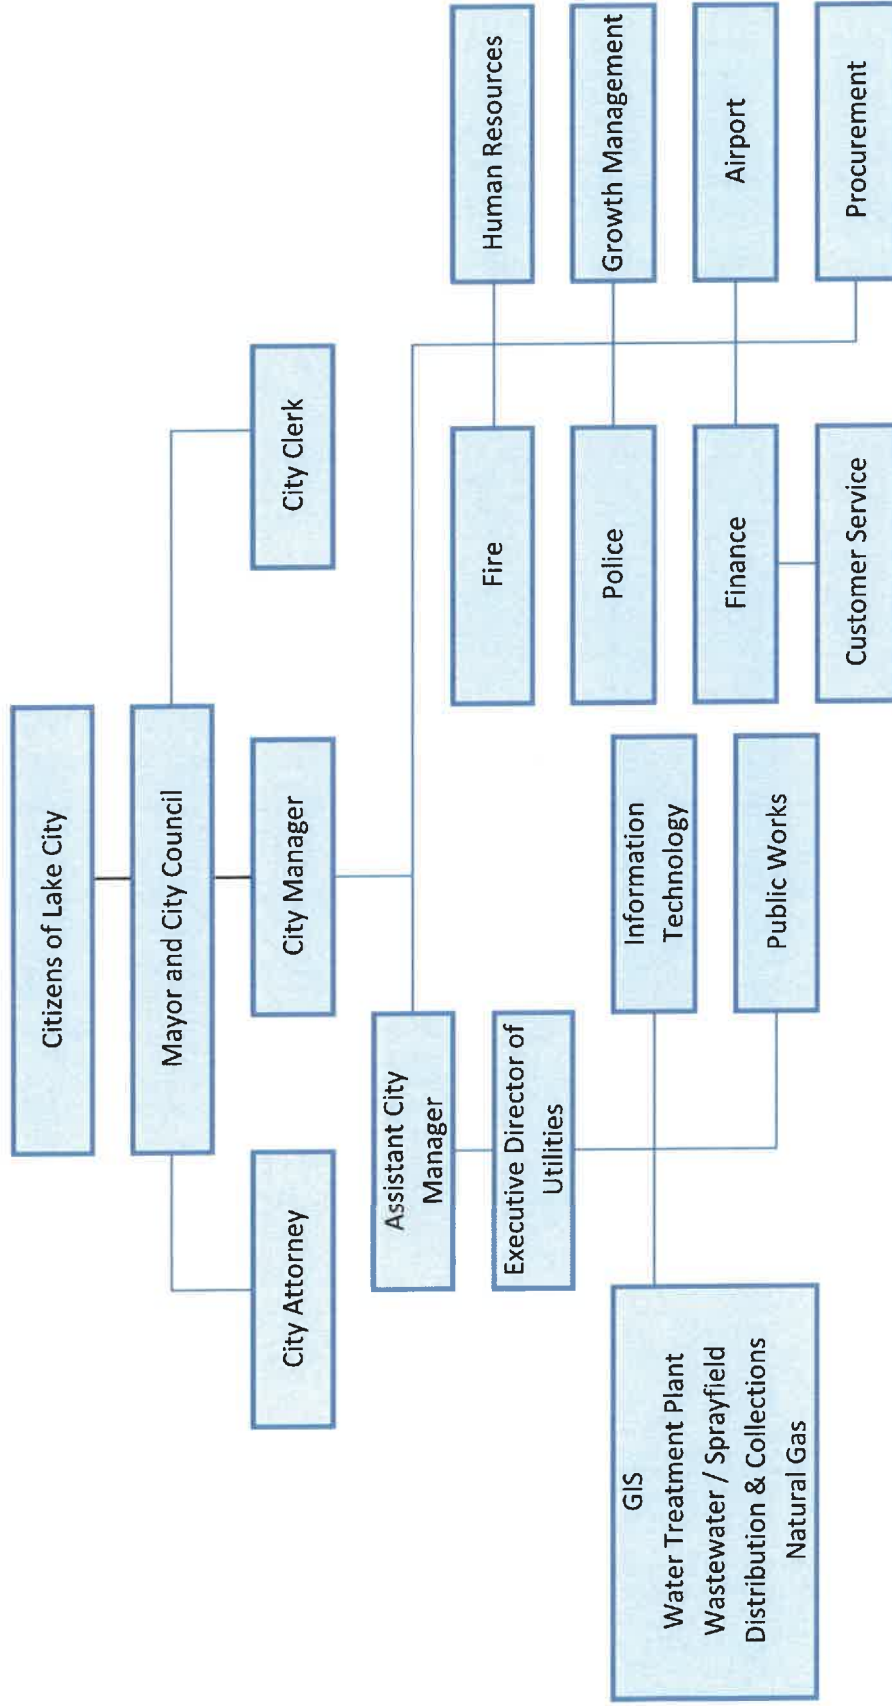 Citizens of Lake City
Mayor and City Council
City Attorney
City Manager
City Clerk
Assistant City
Manager
Executive Director of
Utilities
GIS
Water Treatment Plant
Wastewater / Sprayfield
Distribution & Collections
Natural Gas
Information
Technology
Public Works
Fire
Human Resources
Police
Growth Management
Finance
Airport
Customer Service
Procurement